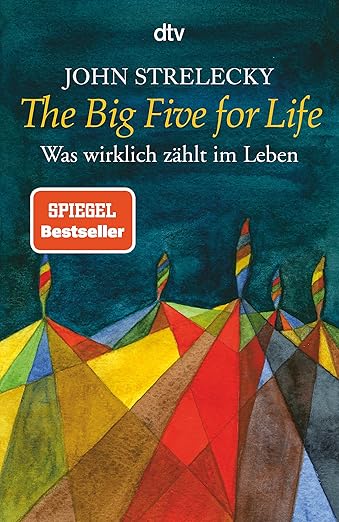 dtv
JOHN STRELECKY
The Big Five for Life
Was wirklich zählt im Leben
SPIEGEL
Bestseller